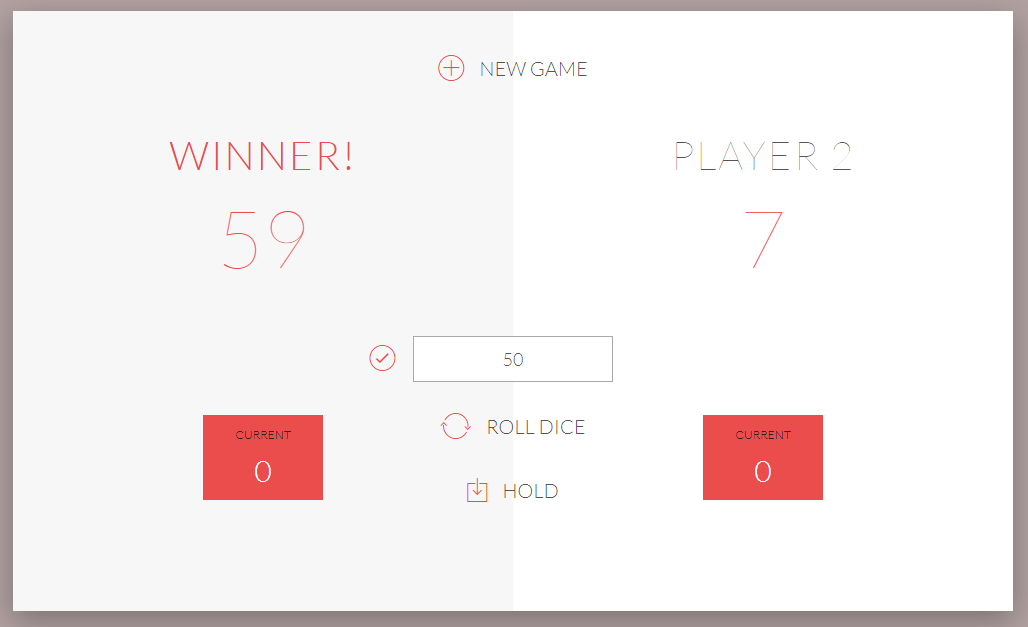 NEW GAME
WINNER!
PLAYER 2
59
7
50
ROLL DICE
CURRENT
0
CURRENT
0
HOLD